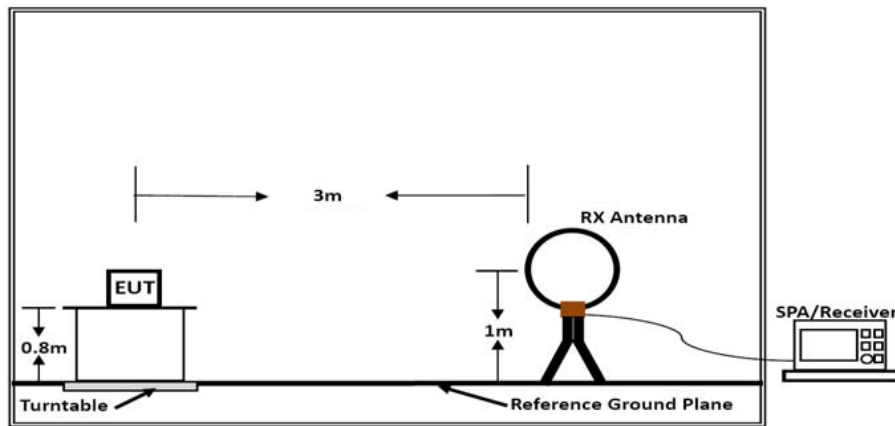 3m
RX Antenna
EUT
SPA/Receiver
0.8m
1m
Turntable
Reference Ground Plane